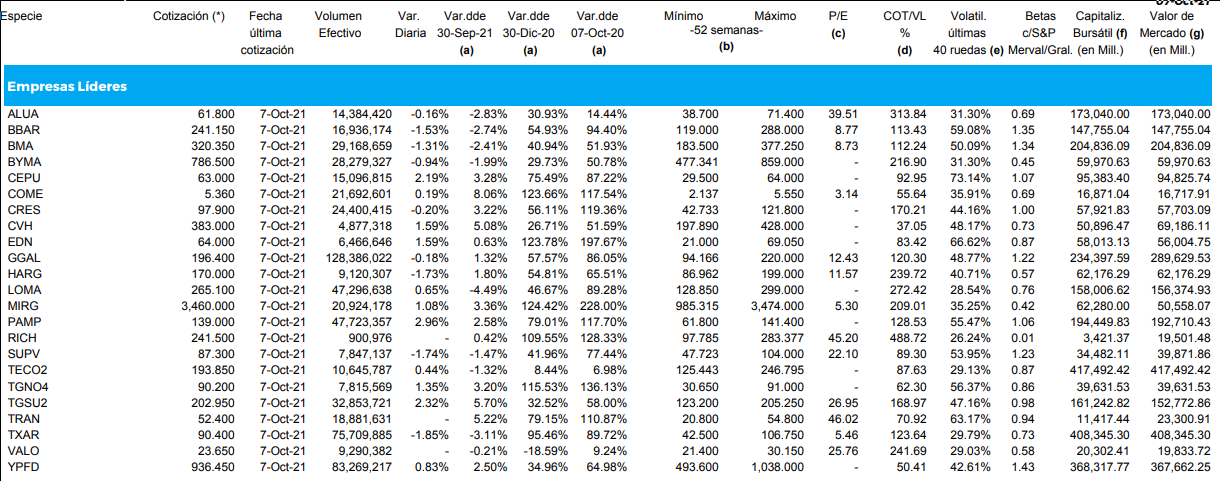 Especie Cotización (*) Fecha Volumen Var. Var.dde Var.dde Var.dde Mínimo Máximo P/E COT/VL Volatil. Betas Capitaliz. Valor de
última Efectivo Diaria 30-Sep-21 30-Dic-20 07-Oct-20 -52 semanas- (c) % últimas c/S&P Bursátil (f) Mercado (g)
cotización (a) (a) (a) (b) (d) 40 ruedas (e) Merval/Gral. (en Mill.) (en Mill.)
Empresas Líderes
ALUA 61.800 7-Oct-21 14,384,420 -0.16% -2.83% 30.93% 14.44% 38.700 71.400 39.51 313.84 31.30% 0.69 173,040.00 173,040.00
BBAR 241.150 7-Oct-21 16,936,174 -1.53% -2.74% 54.93% 94.40% 119.000 288.000 8.77 113.43 59.08% 1.35 147,755.04 147,755.04
BMA 320.350 7-Oct-21 29,168,659 -1.31% -2.41% 40.94% 51.93% 183.500 377.250 8.73 112.24 50.09% 1.34 204,836.09 204,836.09
BYMA 786.500 7-Oct-21 28,279,327 -0.94% -1.99% 29.73% 50.78% 477.341 859.000 - 216.90 31.30% 0.45 59,970.63 59,970.63
CEPU 63.000 7-Oct-21 15,096,815 2.19% 3.28% 75.49% 87.22% 29.500 64.000 - 92.95 73.14% 1.07 95,383.40 94,825.74
COME 5.360 7-Oct-21 21,692,601 0.19% 8.06% 123.66% 117.54% 2.137 5.550 3.14 55.64 35.91% 0.69 16,871.04 16,717.91
CRES 97.900 7-Oct-21 24,400,415 -0.20% 3.22% 56.11% 119.36% 42.733 121.800 - 170.21 44.16% 1.00 57,921.83 57,703.09
CVH 383.000 7-Oct-21 4,877,318 1.59% 5.08% 26.71% 51.59% 197.890 428.000 - 37.05 48.17% 0.73 50,896.47 69,186.11
EDN 64.000 7-Oct-21 6,466,646 1.59% 0.63% 123.78% 197.67% 21.000 69.050 - 83.42 66.62% 0.87 58,013.13 56,004.75
GGAL 196.400 7-Oct-21 128,386,022 -0.18% 1.32% 57.57% 86.05% 94.166 220.000 12.43 120.30 48.77% 1.22 234,397.59 289,629.53
HARG 170.000 7-Oct-21 9,120,307 -1.73% 1.80% 54.81% 65.51% 86.962 199.000 11.57 239.72 40.71% 0.57 62,176.29 62,176.29
LOMA 265.100 7-Oct-21 47,296,638 0.65% -4.49% 46.67% 89.28% 128.850 299.000 - 272.42 28.54% 0.76 158,006.62 156,374.93
MIRG 3,460.000 7-Oct-21 20,924,178 1.08% 3.36% 124.42% 228.00% 985.315 3,474.000 5.30 209.01 35.25% 0.42 62,280.00 50,558.07
PAMP 139.000 7-Oct-21 47,723,357 2.96% 2.58% 79.01% 117.70% 61.800 141.400 - 128.53 55.47% 1.06 194,449.83 192,710.43
RICH 241.500 7-Oct-21 900,976 - 0.42% 109.55% 128.33% 97.785 283.377 45.20 488.72 26.24% 0.01 3,421.37 19,501.48
SUPV 87.300 7-Oct-21 7,847,137 -1.74% -1.47% 41.96% 77.44% 47.723 104.000 22.10 89.30 53.95% 1.23 34,482.11 39,871.86
TECO2 193.850 7-Oct-21 10,645,787 0.44% -1.32% 8.44% 6.98% 125.443 246.795 - 87.63 29.13% 0.87 417,492.42 417,492.42
TGNO4 90.200 7-Oct-21 7,815,569 1.35% 3.20% 115.53% 136.13% 30.650 91.000 - 62.30 56.37% 0.86 39,631.53 39,631.53
TGSU2 202.950 7-Oct-21 32,853,721 2.32% 5.70% 32.52% 58.00% 123.200 205.250 26.95 168.97 47.16% 0.98 161,242.82 152,772.86
TRAN 52.400 7-Oct-21 18,881,631 - 5.22% 79.15% 110.87% 20.800 54.800 46.02 70.92 63.17% 0.94 11,417.44 23,300.91
TXAR 90.400 7-Oct-21 75,709,885 -1.85% -3.11% 95.46% 89.72% 42.500 106.750 5.46 123.64 29.79% 0.73 408,345.30 408,345.30
VALO 23.650 7-Oct-21 9,290,382 - -0.21% -18.59% 9.24% 21.400 30.150 25.76 241.69 29.03% 0.58 20,302.41 19,833.72
YPFD 936.450 7-Oct-21 83,269,217 0.83% 2.50% 34.96% 64.98% 493.600 1,038.000 - 50.41 42.61% 1.43 368,317.77 367,662.25